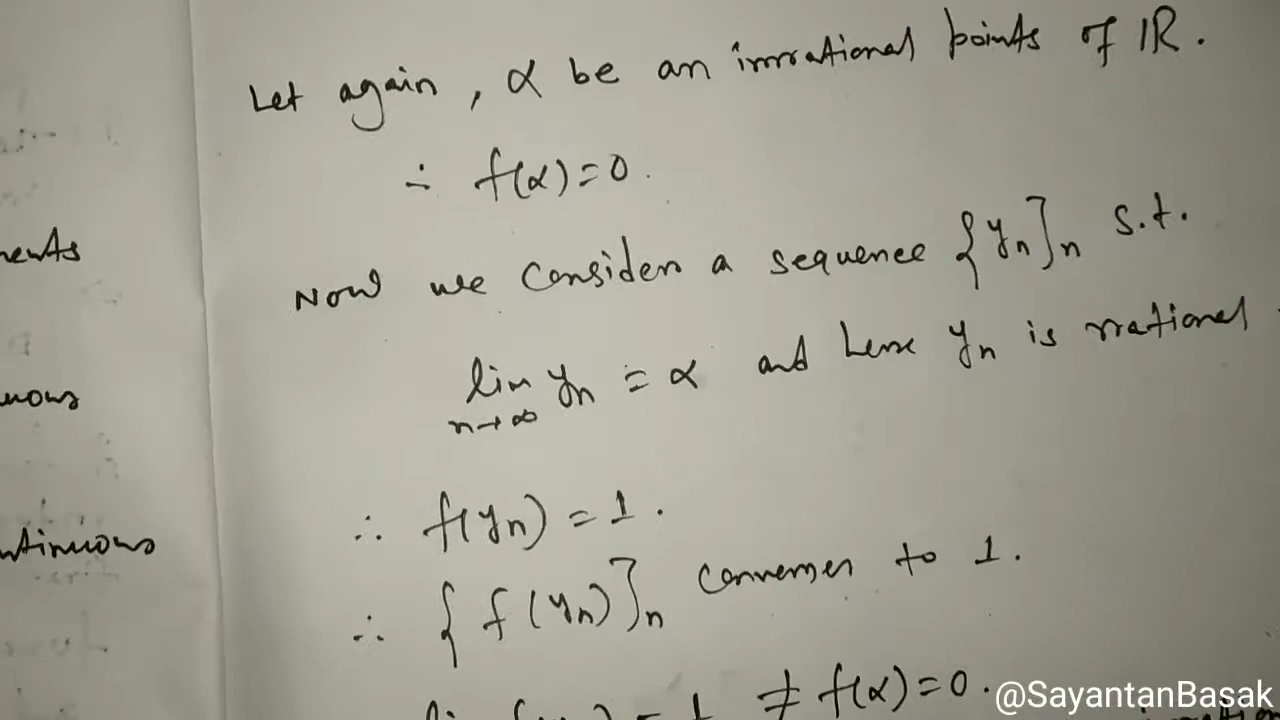 Let again, α be an irrational points of IR.
∴ f(α)=0.
Now we consider a sequence {yn}n s.t.
lim n→∞ yn = α and here yn is rational
∴ f(yn) = 1.
∴ {f(yn)}n converges to 1.
≠ f(α)=0.
@SayantanBasak